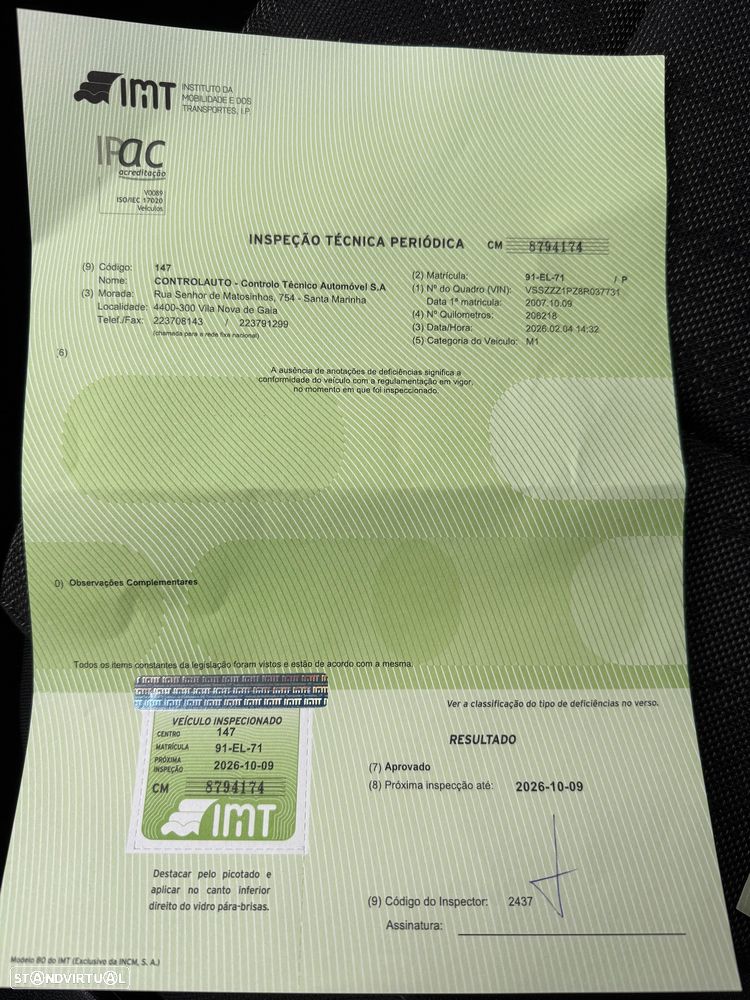 IMT INSTITUTO DA
MOBILIDADE E DOS
TRANSPORTES, I.P.
IPac
acreditação
V0089
ISO/IEC 17020
Veículos
INSPEÇÃO TÉCNICA PERIÓDICA CM 8794174
(9) Código: 147
Nome: CONTROLAUTO - Controlo Técnico Automóvel S.A
(3) Morada: Rua Senhor de Matosinhos, 754 - Santa Marinha
Localidade: 4400-300 Vila Nova de Gaia
Telef./Fax: 223708143 / 223791299
(chamada para a rede fixa nacional)
(2) Matrícula: 91-EL-71 / P
(1) Nº do Quadro (VIN): VSSZZZ1PZ8R037731
Data 1ª matricula: 2007.10.09
(4) Nº Quilometros: 208218
(3) Data/Hora: 2026.02.04 14:32
(5) Categoria do Veículo: M1
6)
A ausência de anotações de deficiências significa a
conformidade do veículo com a regulamentação em vigor,
no momento em que foi inspeccionado.
0) Observações Complementares
Todos os items constantes da legislação foram vistos e estão de acordo com a mesma.
Ver a classificação do tipo de deficiências no verso.
VEÍCULO INSPECIONADO
CENTRO 147
MATRÍCULA 91-EL-71
PRÓXIMA
INSPEÇÃO 2026-10-09
CM 8794174
IMT
RESULTADO
(7) Aprovado
(8) Próxima inspecção até: 2026-10-09
Destacar pelo picotado e
aplicar no canto inferior
direito do vidro pára-brisas.
(9) Código do Inspector: 2437
Assinatura:
Modelo 80 do IMT (Exclusivo da INCM, S. A.)
STANDVIRTUAL